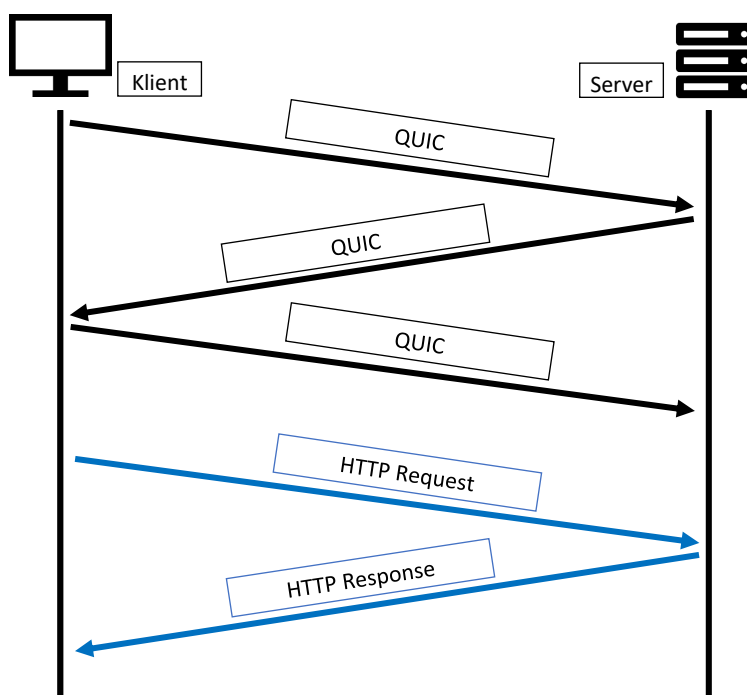 Klient
Server
QUIC
QUIC
QUIC
HTTP Request
HTTP Response